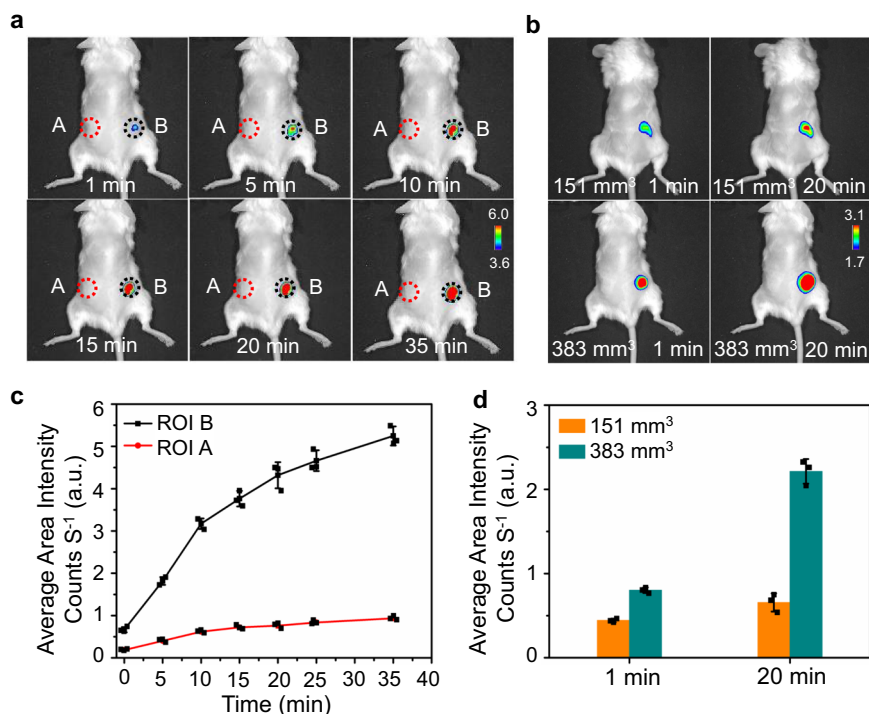 a
A B 1 min
A B 5 min
A B 10 min
A B 15 min
A B 20 min
A B 35 min
6.0
3.6
b
151 mm³ 1 min
151 mm³ 20 min
383 mm³ 1 min
383 mm³ 20 min
3.1
1.7
c
Average Area Intensity
Counts S⁻¹ (a.u.)
6
5
4
3
2
1
0
ROI B
ROI A
0 5 10 15 20 25 30 35 40
Time (min)
d
Average Area Intensity
Counts S⁻¹ (a.u.)
3
2
1
0
151 mm³
383 mm³
1 min 20 min